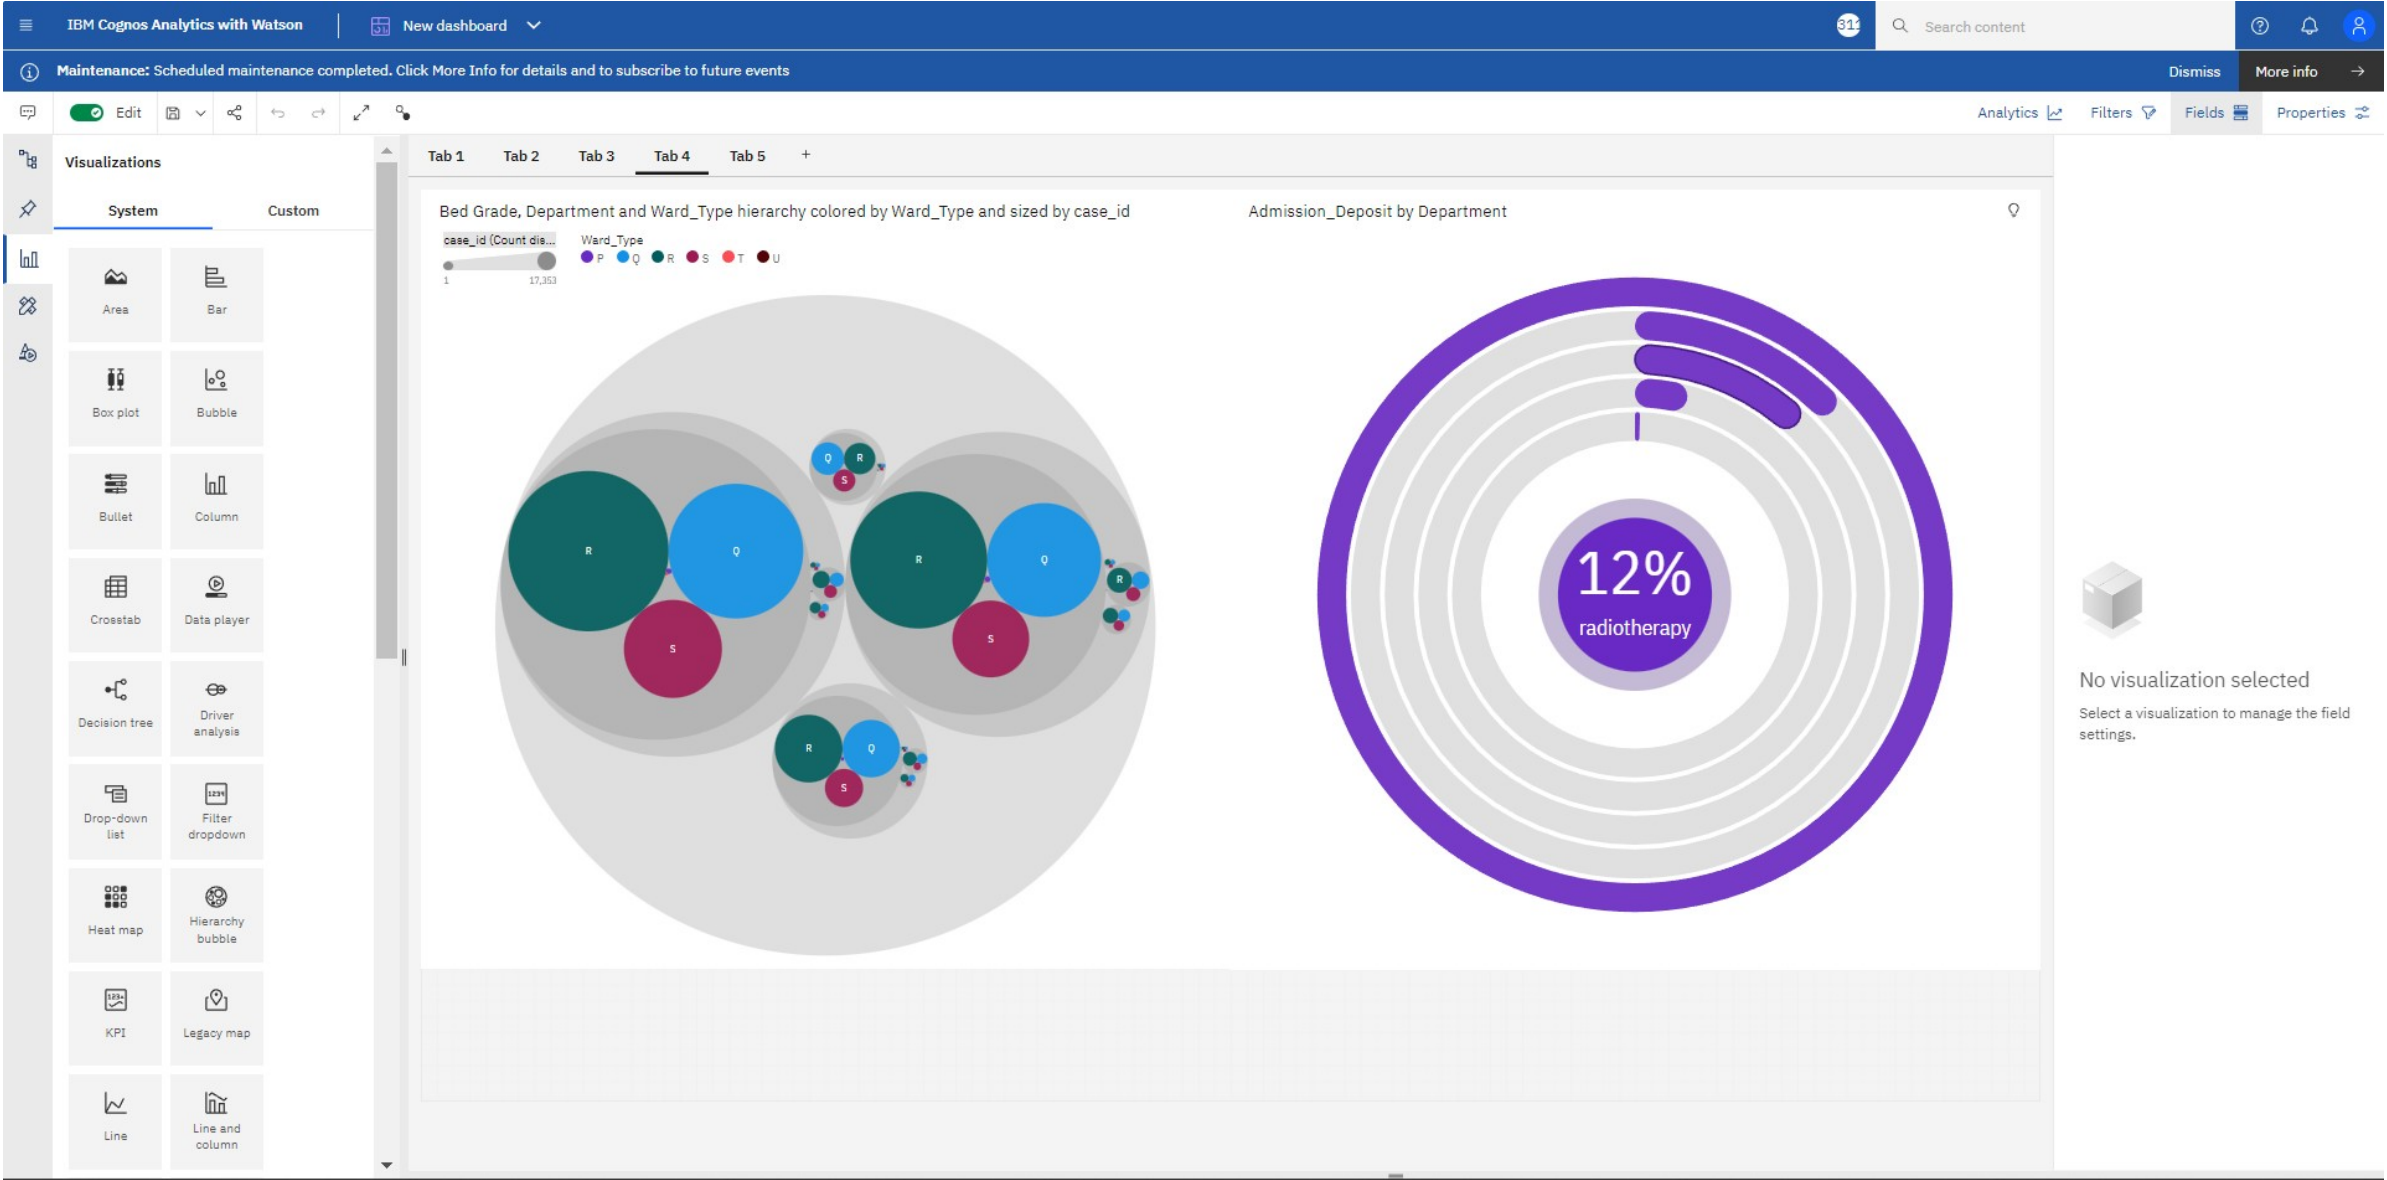 IBM Cognos Analytics with Watson
New dashboard
Search content
Maintenance: Scheduled maintenance completed. Click More Info for details and to subscribe to future events
Dismiss
More info
Edit
Analytics
Filters
Fields
Properties
Visualizations
System
Custom
Area
Bar
Box plot
Bubble
Bullet
Column
Crosstab
Data player
Decision tree
Driver
analysis
Drop-down
list
Filter
dropdown
Heat map
Hierarchy
bubble
KPI
Legacy map
Line
Line and
column
Tab 1
Tab 2
Tab 3
Tab 4
Tab 5
Bed Grade, Department and Ward_Type hierarchy colored by Ward_Type and sized by case_id
case_id (Count dis...
1
17,353
Ward_Type
P
Q
R
S
T
U
Q
R
S
R
Q
S
R
Q
S
R
R
Q
S
Admission_Deposit by Department
12%
radiotherapy
No visualization selected
Select a visualization to manage the field
settings.